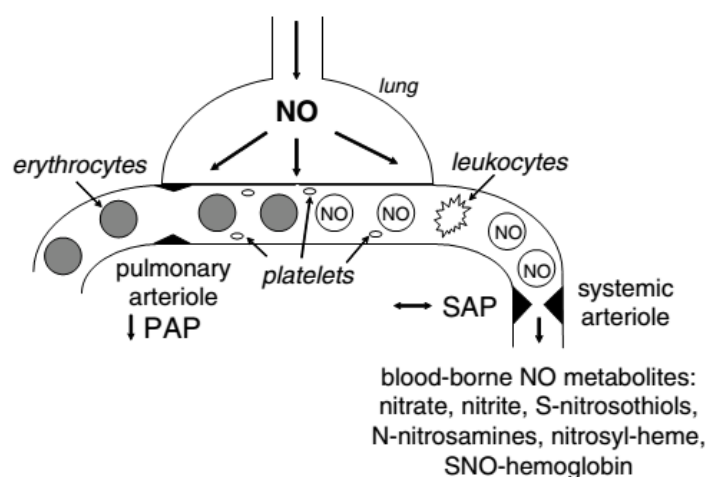 lung
NO
erythrocytes
leukocytes
NO
NO
NO
NO
pulmonary
arteriole
platelets
↓ PAP
↔ SAP
systemic
arteriole
blood-borne NO metabolites:
nitrate, nitrite, S-nitrosothiols,
N-nitrosamines, nitrosyl-heme,
SNO-hemoglobin